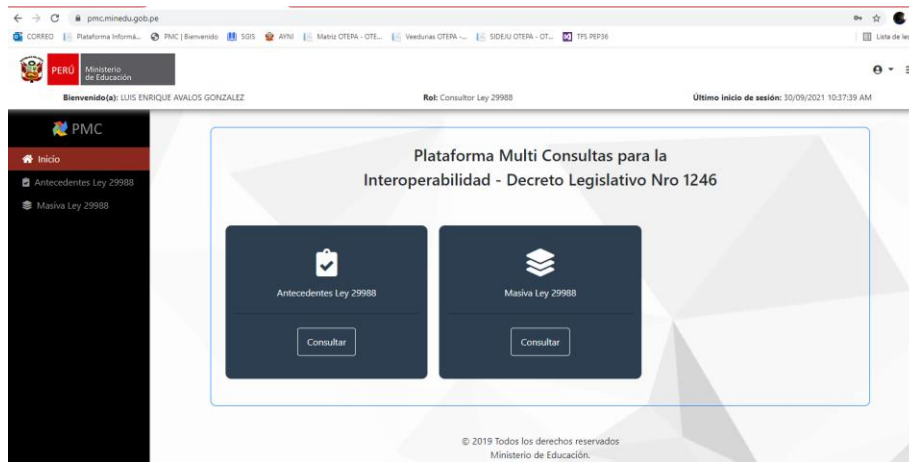 pmc.minedu.gob.pe
CORREO Plataforma Informá... PMC | Bienvenido SGIS AYNI Matriz OTEPA - OTE... Veedurias OTEPA -... SIDEJU OTEPA - OT... TFS PEP36 Lista de lec
PERÚ Ministerio
de Educación
Bienvenido(a): LUIS ENRIQUE AVALOS GONZALEZ Rol: Consultor Ley 29988 Último inicio de sesión: 30/09/2021 10:37:39 AM
PMC
Inicio
Antecedentes Ley 29988
Masiva Ley 29988
Plataforma Multi Consultas para la
Interoperabilidad - Decreto Legislativo Nro 1246
Antecedentes Ley 29988 Masiva Ley 29988
Consultar Consultar
© 2019 Todos los derechos reservados
Ministerio de Educación.